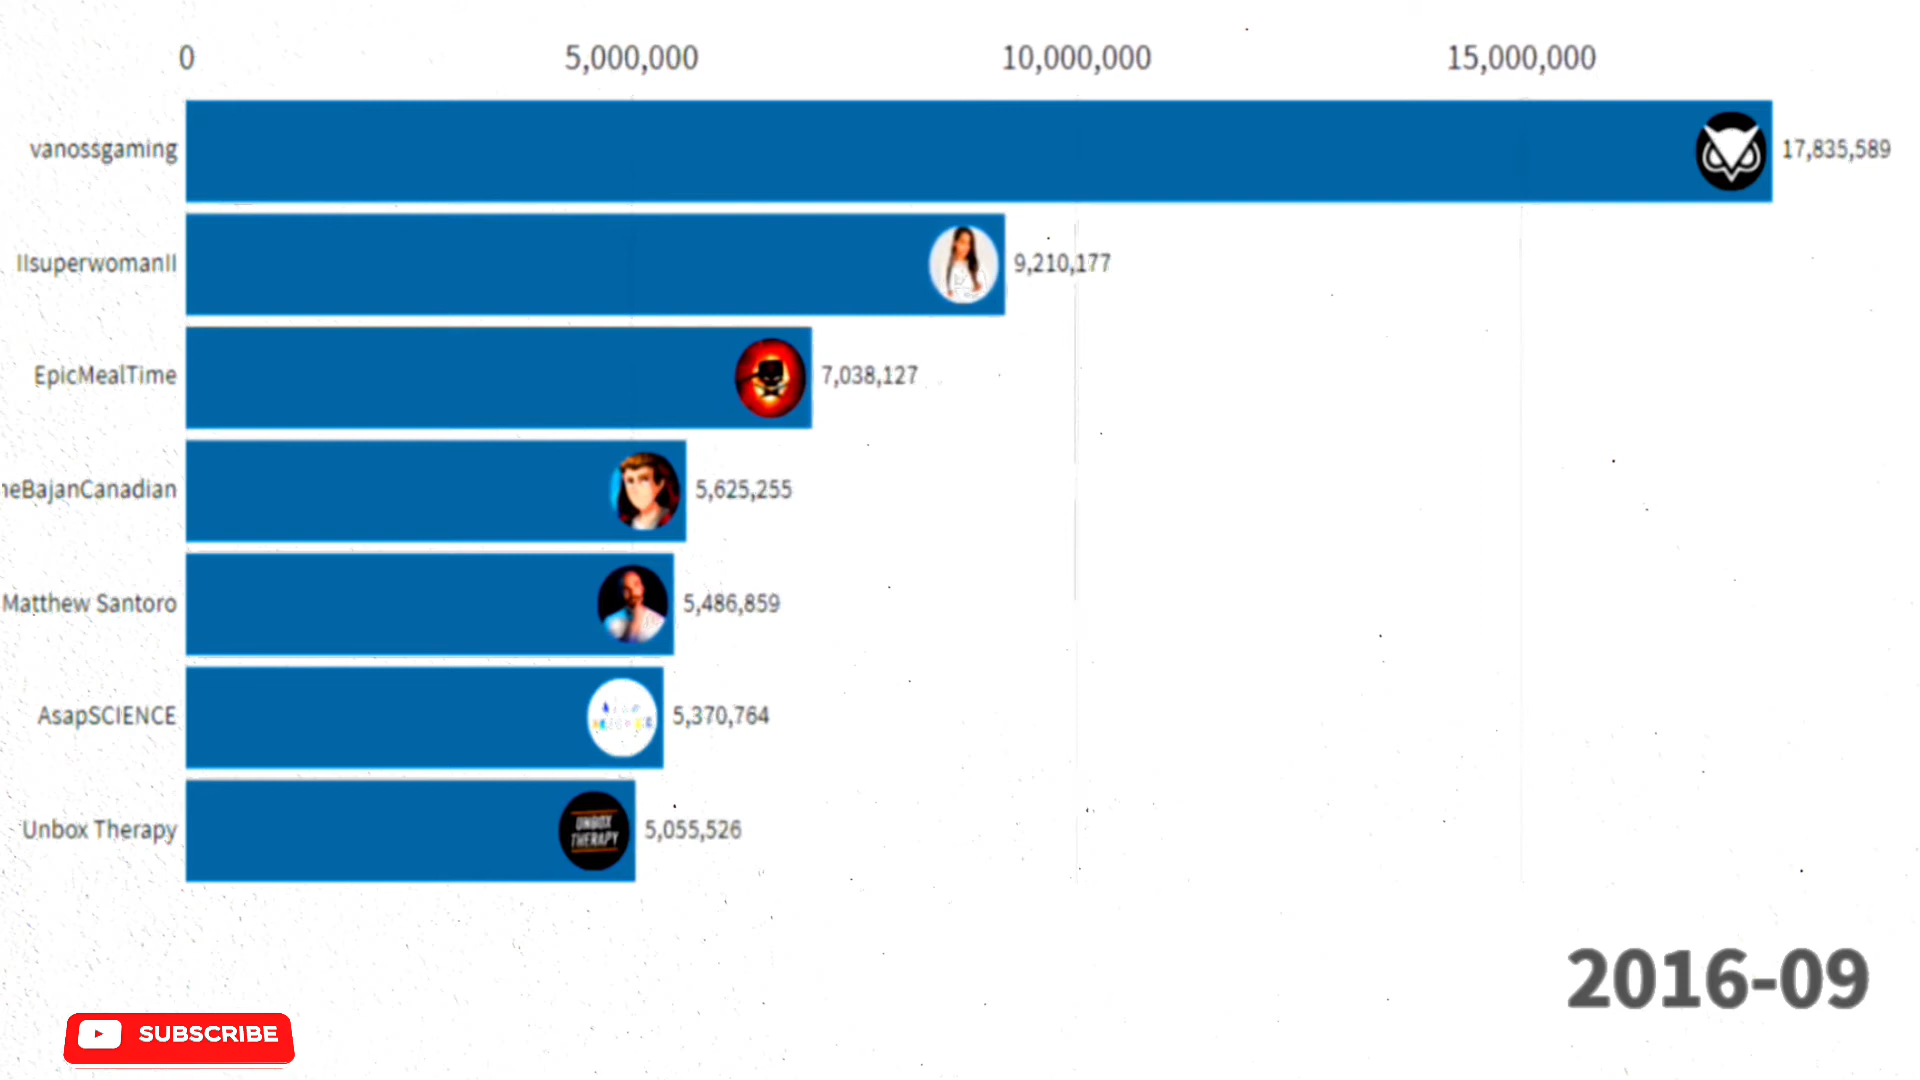 0 5,000,000 10,000,000 15,000,000
vanossgaming 17,835,589
IIsuperwomanII 9,210,177
EpicMealTime 7,038,127
heBajanCanadian 5,625,255
Matthew Santoro 5,486,859
AsapSCIENCE 5,370,764
Unbox Therapy UNBOX THERAPY 5,055,526
2016-09
SUBSCRIBE